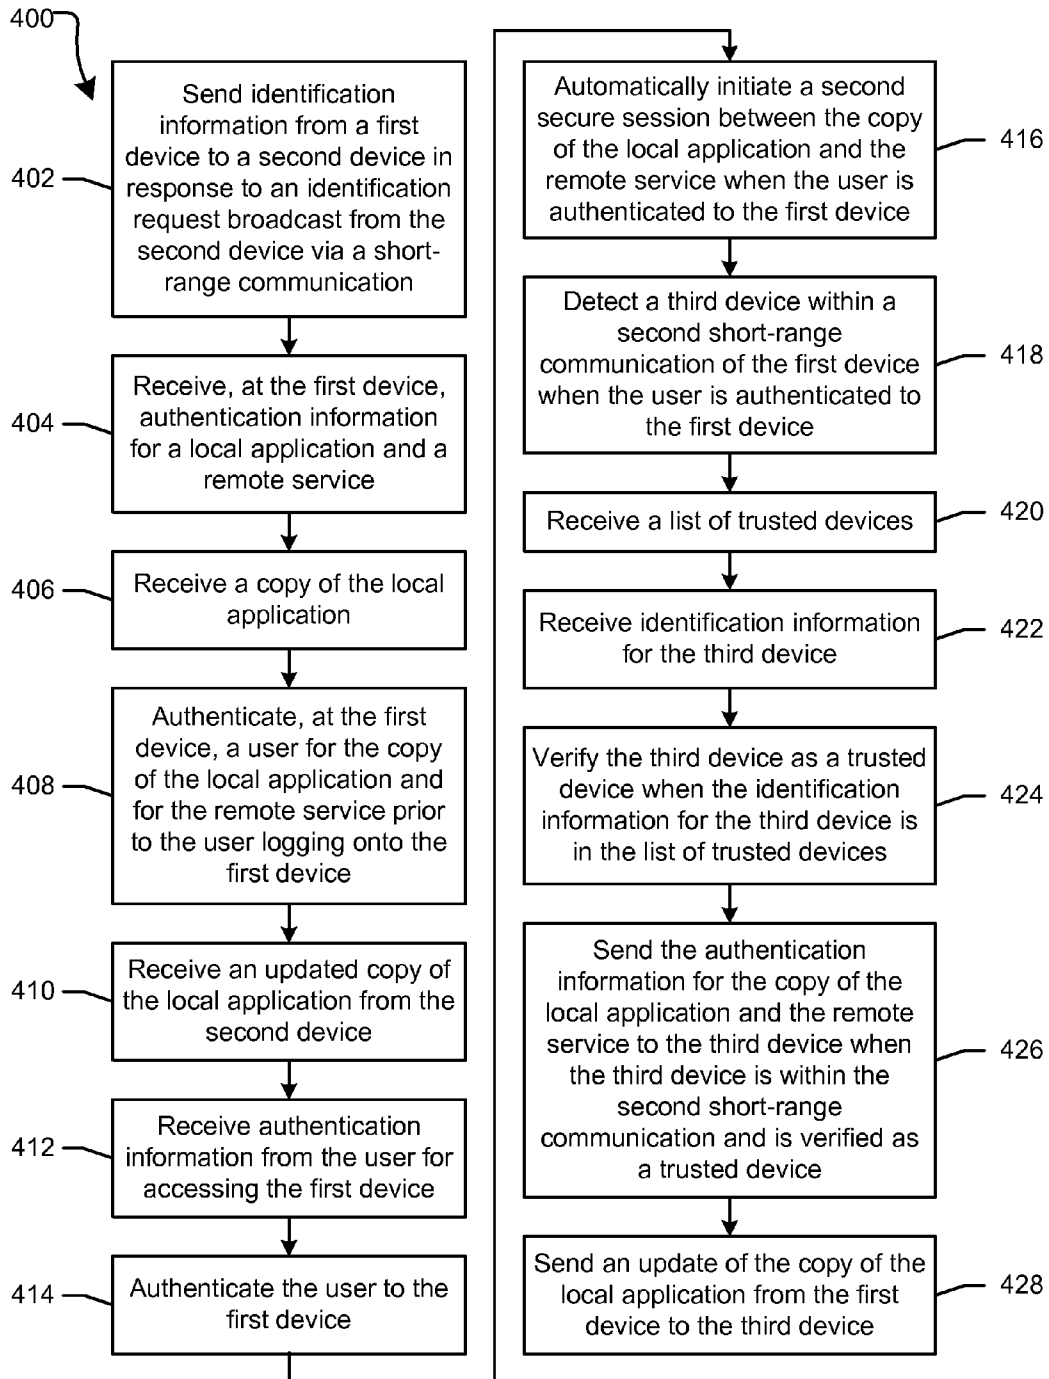 400
Send identification
information from a first
device to a second device in
response to an identification
request broadcast from the
second device via a short-
range communication
402
Receive, at the first device,
authentication information
for a local application and a
remote service
404
Receive a copy of the local
application
406
Authenticate, at the first
device, a user for the copy
of the local application and
for the remote service prior
to the user logging onto the
first device
408
Receive an updated copy of
the local application from the
second device
410
Receive authentication
information from the user for
accessing the first device
412
Authenticate the user to the
first device
414
Automatically initiate a second
secure session between the copy
of the local application and the
remote service when the user is
authenticated to the first device
416
Detect a third device within a
second short-range
communication of the first device
when the user is authenticated to
the first device
418
Receive a list of trusted devices
420
Receive identification information
for the third device
422
Verify the third device as a trusted
device when the identification
information for the third device is
in the list of trusted devices
424
Send the authentication
information for the copy of the
local application and the remote
service to the third device when
the third device is within the
second short-range
communication and is verified as
a trusted device
426
Send an update of the copy of the
local application from the first
device to the third device
428